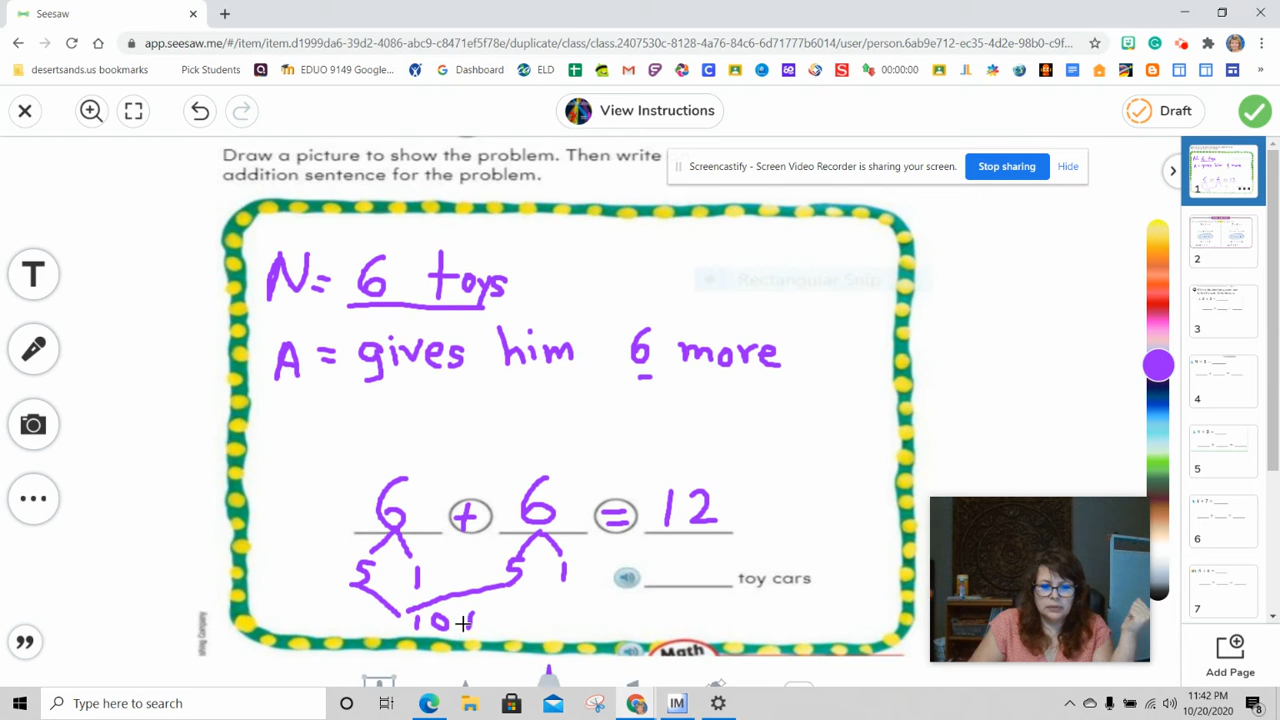 Seesaw
app.seesaw.me/#/item/item.d1999da6-39d2-4086-abc9-c8471ef5f78e/duplicate/class/class.2407530c-8128-4a76-84c6-6d71777b6014/user/person.6ab9e712-ec35-4d2e-98b0-c9f...
desertsands.us bookmarks Pick Students EDUO 9149 Google... Dashboard ELD 00:00:00 JL
View Instructions
Draft
Draw a picture to show the problem. Then write
addition sentence for the problem.
Screencastify - Screen Video Recorder is sharing your screen. Stop sharing Hide
Rectangular Snip
N= 6 toys
A = gives him 6 more
6 + 6 = 12
5 1 5 1
10
toy cars
Math
T
1
2
3
4
5
6
7
Add Page
Type here to search
IM
11:42 PM
10/20/2020
8